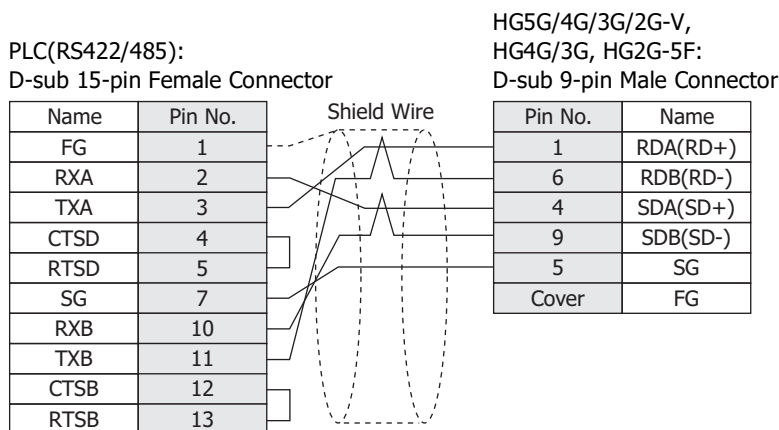 HG5G/4G/3G/2G-V,
PLC(RS422/485): HG4G/3G, HG2G-5F:
D-sub 15-pin Female Connector D-sub 9-pin Male Connector
Name Pin No. Shield Wire Pin No. Name
FG 1 1 RDA(RD+)
RXA 2 6 RDB(RD-)
TXA 3 4 SDA(SD+)
CTSD 4 9 SDB(SD-)
RTSD 5 5 SG
SG 7 Cover FG
RXB 10
TXB 11
CTSB 12
RTSB 13